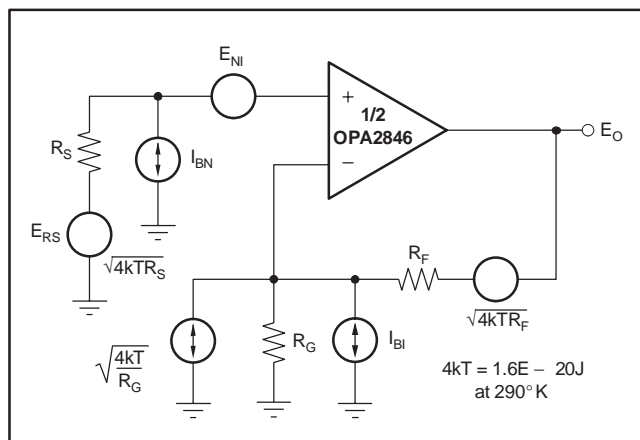 E_NI
+
1/2
OPA2846
−
E_O
R_S
I_BN
E_RS
√4kTR_S
R_F
√4kTR_F
√4kT/R_G
R_G
I_BI
4kT = 1.6E − 20J
at 290°K